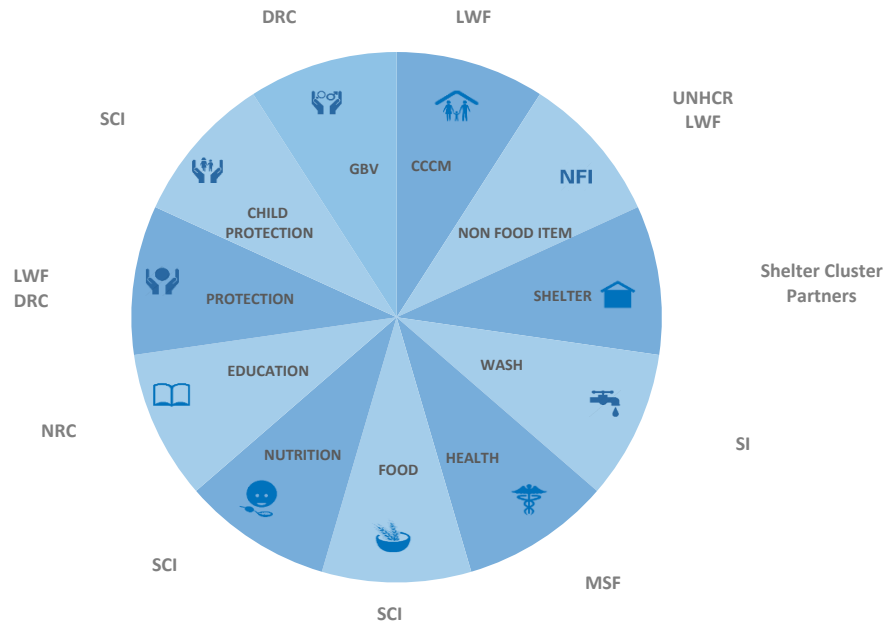 DRC
LWF
UNHCR
LWF
SCI
NFI
GBV
CCCM
CHILD
PROTECTION
NON FOOD ITEM
LWF
DRC
Shelter Cluster
Partners
PROTECTION
SHELTER
EDUCATION
WASH
NRC
SI
NUTRITION
FOOD
HEALTH
SCI
MSF
SCI